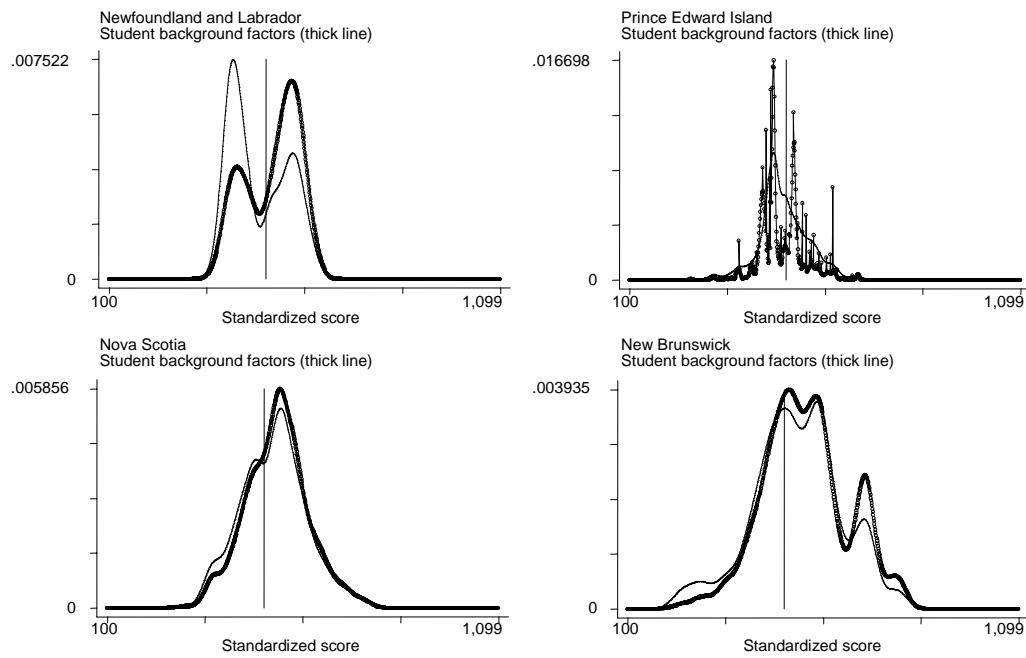 Newfoundland and Labrador
Student background factors (thick line)
.007522
0
100
1,099
Standardized score
Prince Edward Island
Student background factors (thick line)
.016698
0
100
1,099
Standardized score
Nova Scotia
Student background factors (thick line)
.005856
0
100
1,099
Standardized score
New Brunswick
Student background factors (thick line)
.003935
0
100
1,099
Standardized score